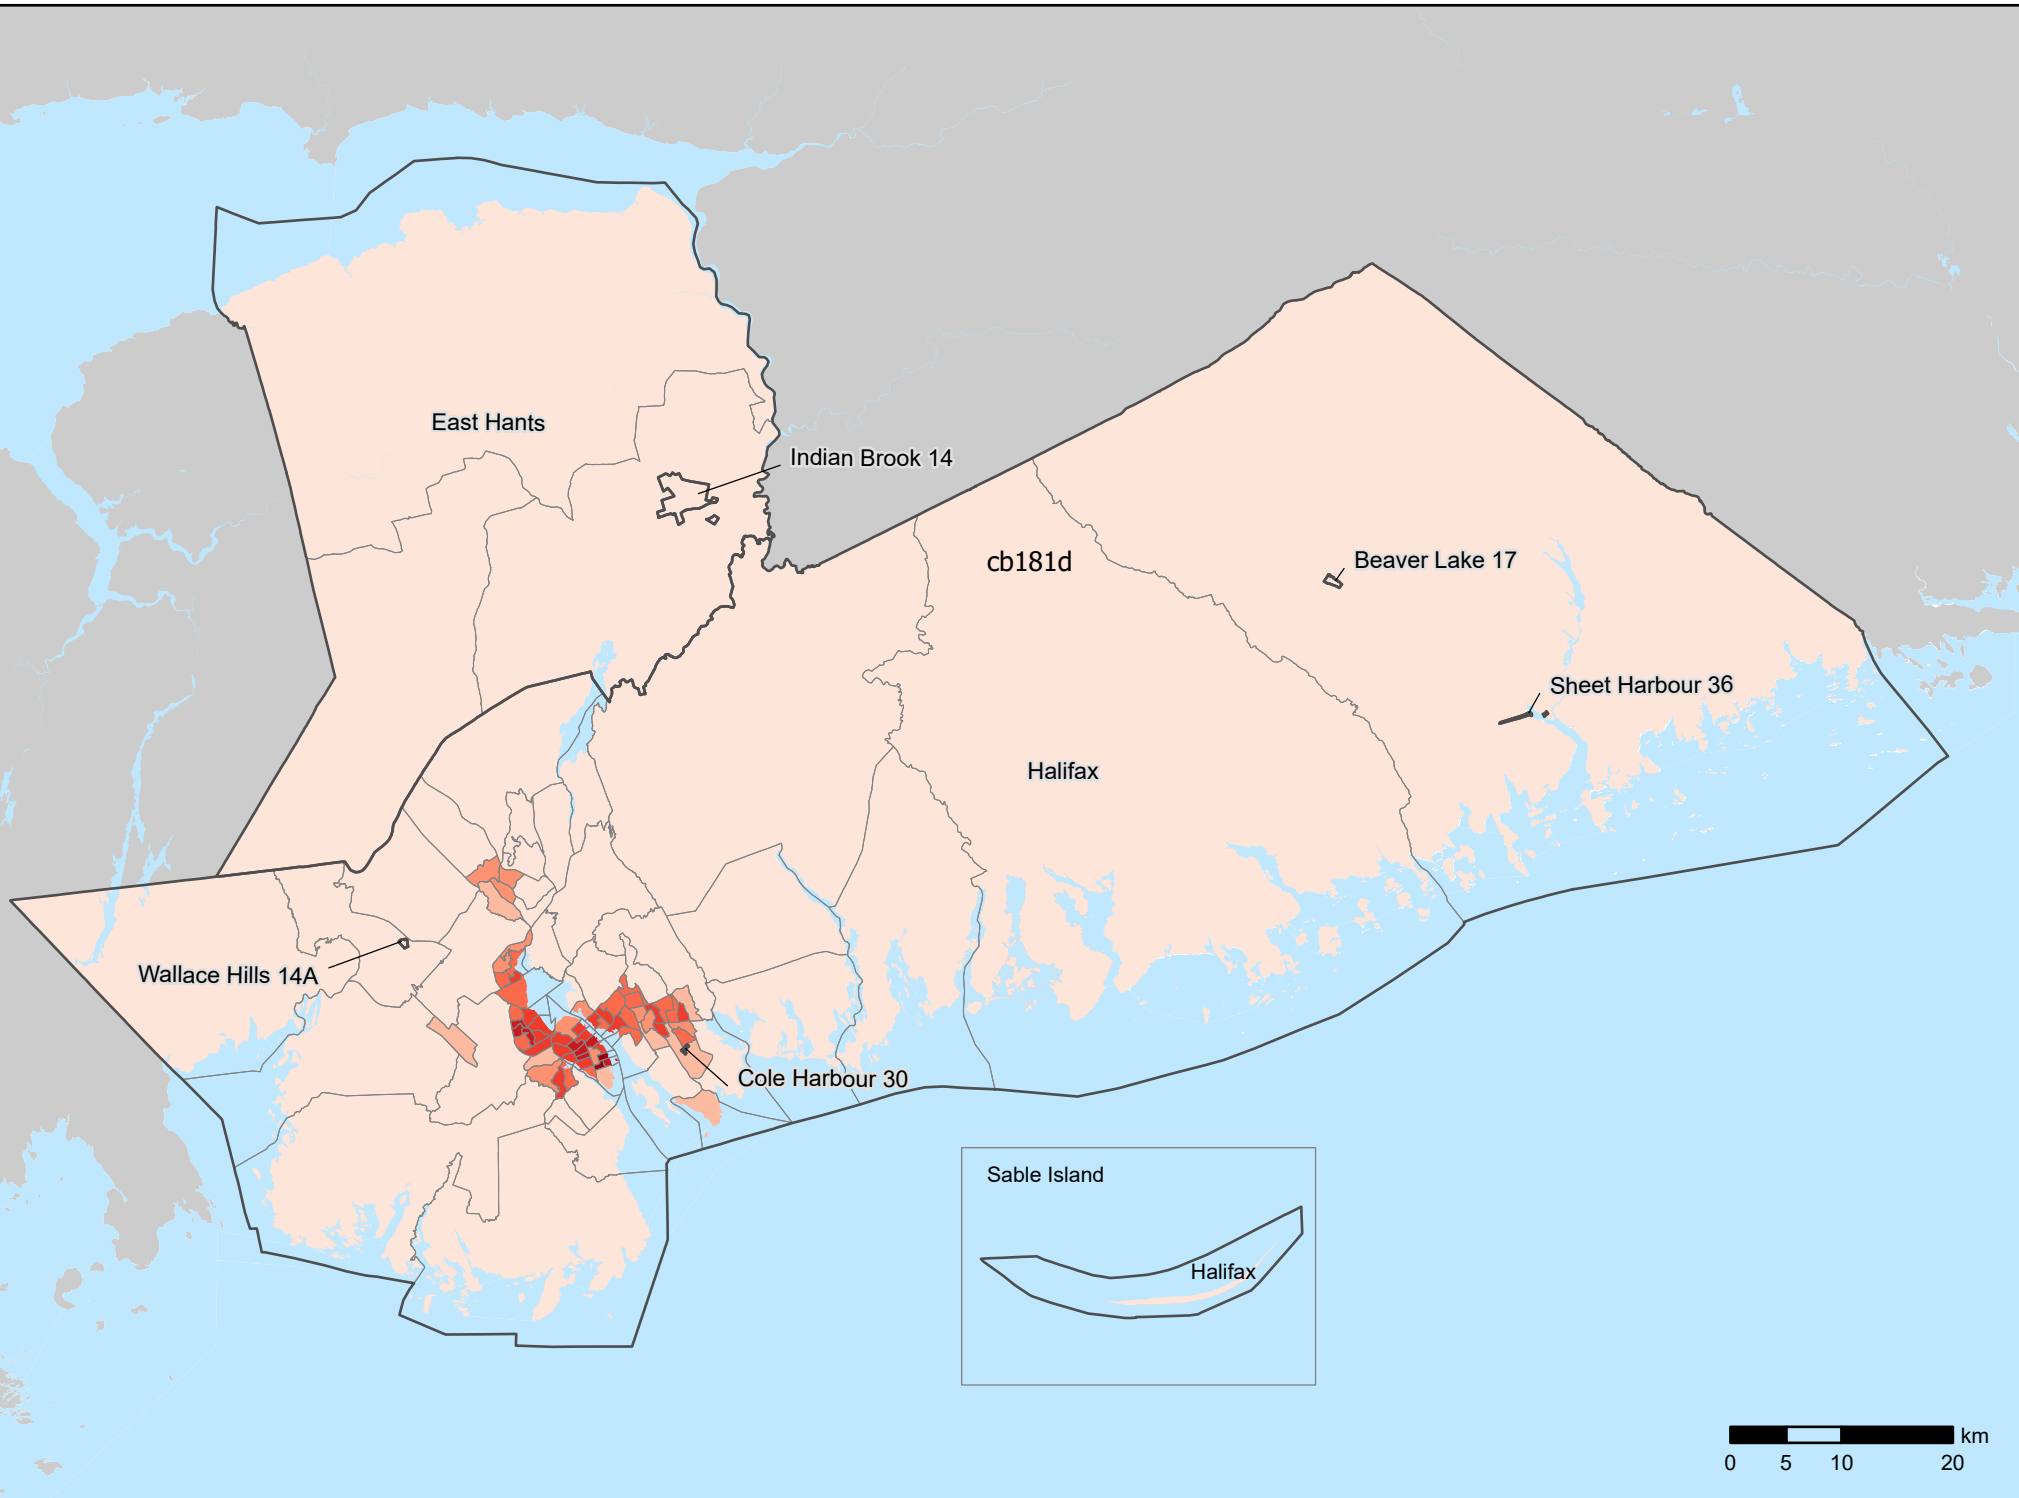 East Hants
Indian Brook 14
cb181d
Beaver Lake 17
Sheet Harbour 36
Halifax
Wallace Hills 14A
Cole Harbour 30
Sable Island
Halifax
km
0 5 10 20